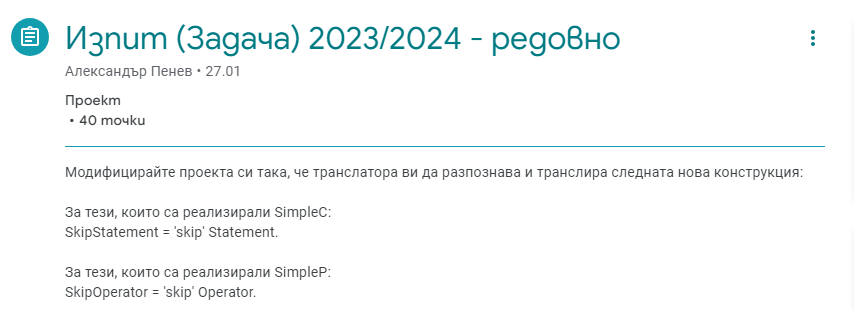 Изпит (Задача) 2023/2024 - редовно
Александър Пенев • 27.01
Проект
• 40 точки
Модифицирайте проекта си така, че транслатора ви да разпознава и транслира следната нова конструкция:
За тези, които са реализирали SimpleC:
SkipStatement = 'skip' Statement.
За тези, които са реализирали SimpleP:
SkipOperator = 'skip' Operator.